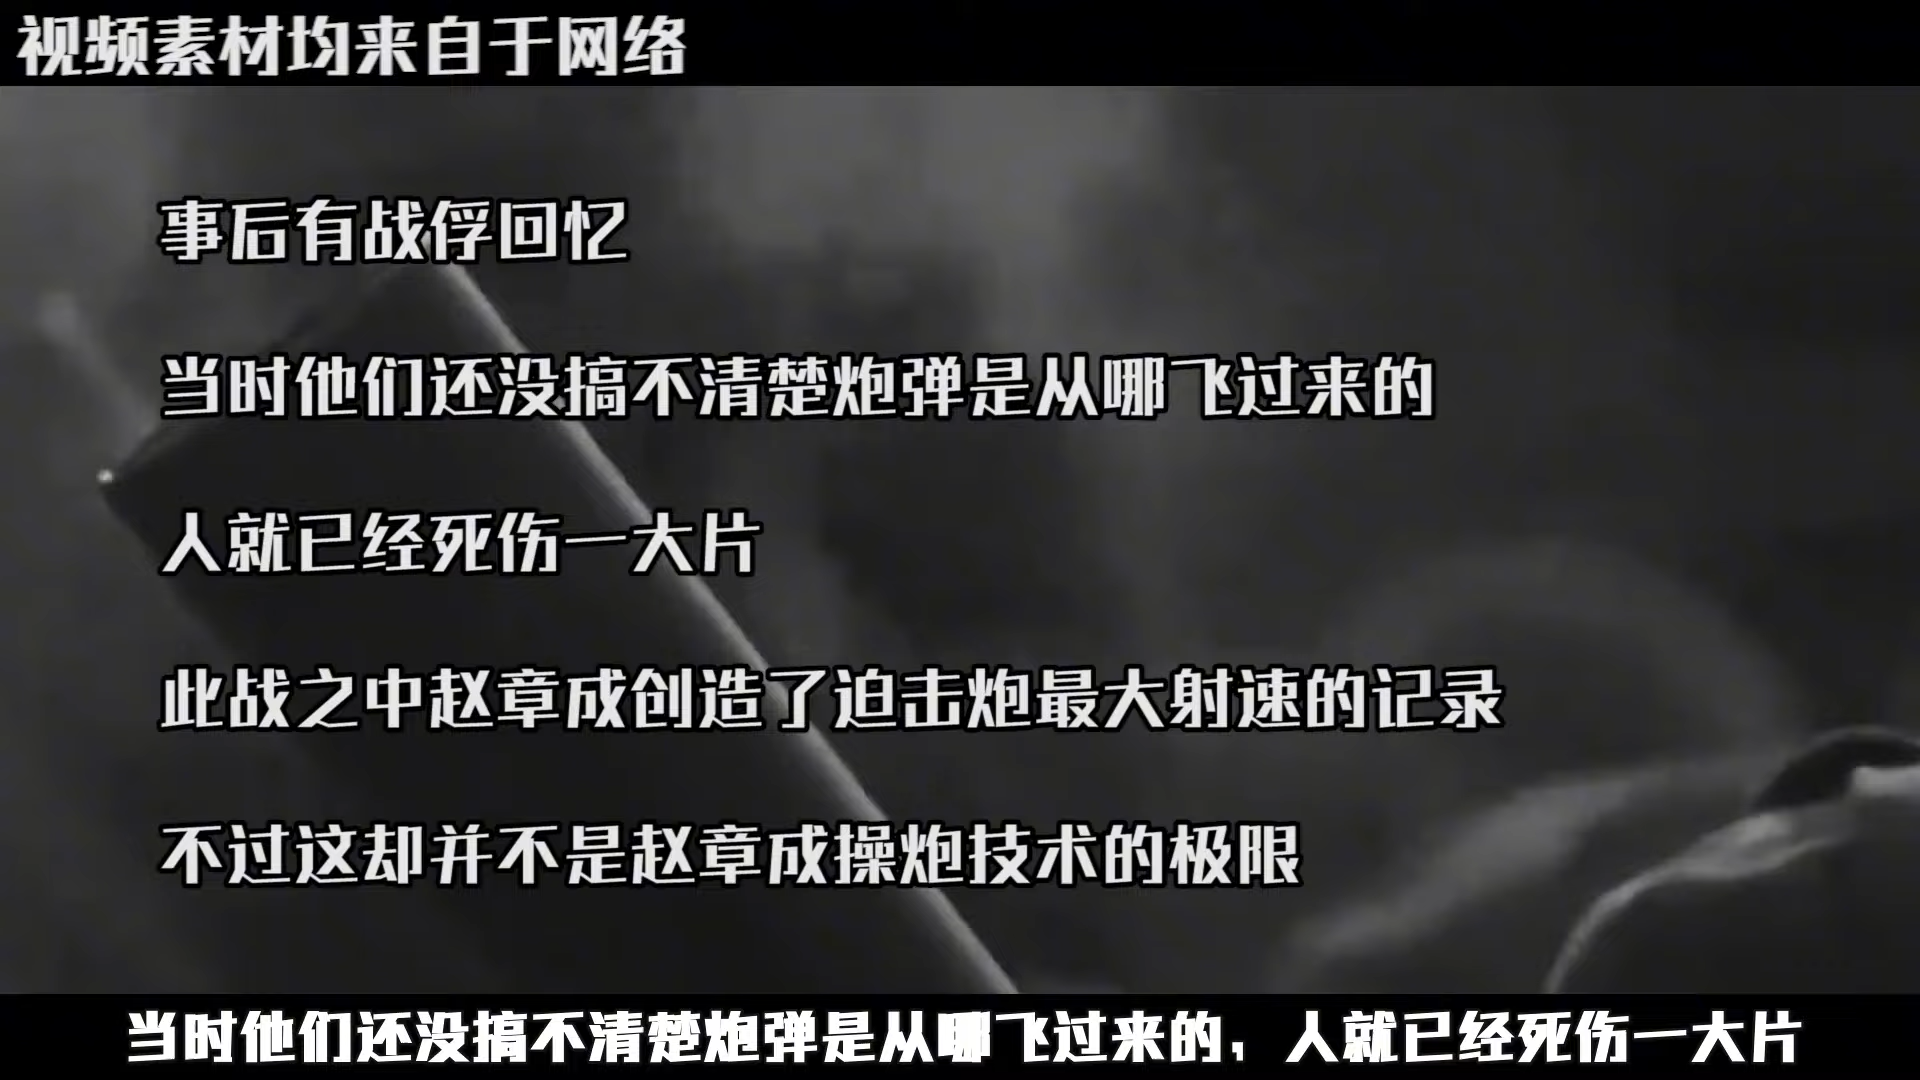 视频素材均来自于网络
事后有战俘回忆
当时他们还没搞不清楚炮弹是从哪飞过来的
人就已经死伤一大片
此战之中赵章成创造了迫击炮最大射速的记录
不过这却并不是赵章成操炮技术的极限
当时他们还没搞不清楚炮弹是从哪飞过来的，人就已经死伤一大片